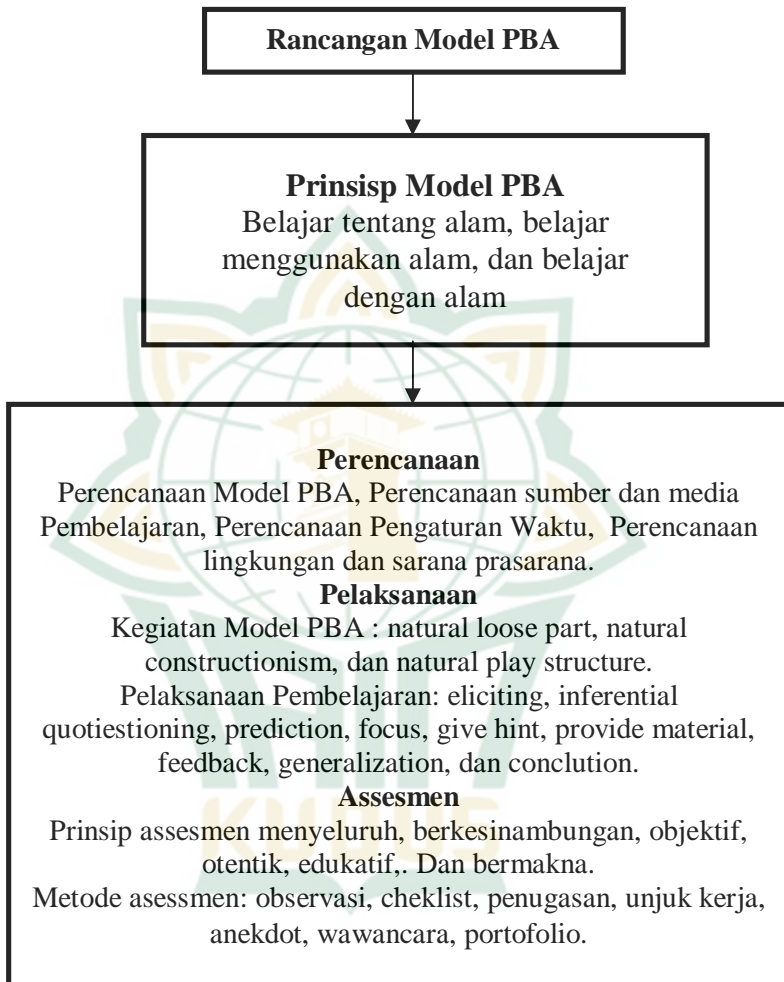 Rancangan Model PBA
Prinsisp Model PBA
Belajar tentang alam, belajar
menggunakan alam, dan belajar
dengan alam
Perencanaan
Perencanaan Model PBA, Perencanaan sumber dan media
Pembelajaran, Perencanaan Pengaturan Waktu, Perencanaan
lingkungan dan sarana prasarana.
Pelaksanaan
Kegiatan Model PBA : natural loose part, natural
constructionism, dan natural play structure.
Pelaksanaan Pembelajaran: eliciting, inferential
quotiestioning, prediction, focus, give hint, provide material,
feedback, generalization, dan conclution.
Assesmen
Prinsip assesmen menyeluruh, berkesinambungan, objektif,
otentik, edukatif,. Dan bermakna.
Metode asessmen: observasi, cheklist, penugasan, unjuk kerja,
anekdot, wawancara, portofolio.
KUDUS